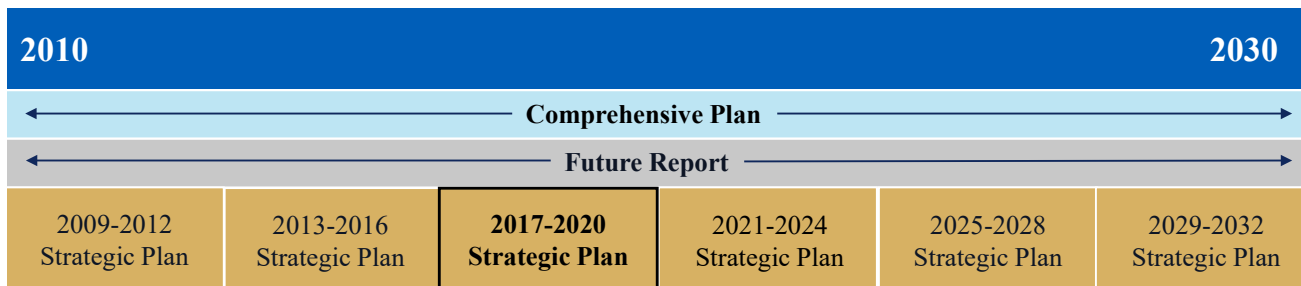 2010 2030
Comprehensive Plan
Future Report
2009-2012
Strategic Plan
2013-2016
Strategic Plan
2017-2020
Strategic Plan
2021-2024
Strategic Plan
2025-2028
Strategic Plan
2029-2032
Strategic Plan